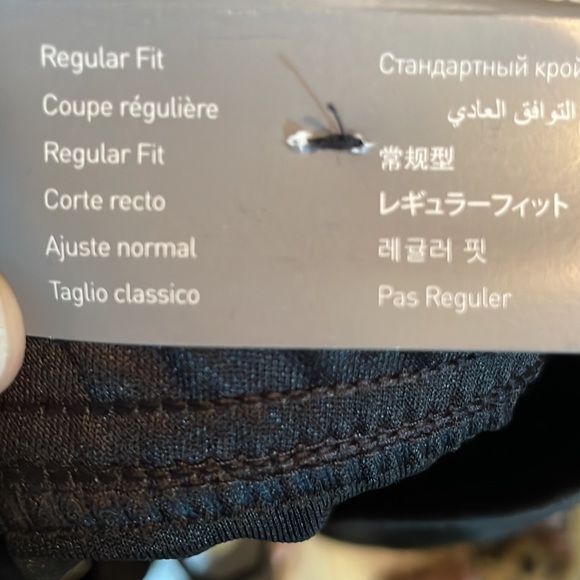 Regular Fit
Coupe régulière
Regular Fit
Corte recto
Ajuste normal
Taglio classico
Стандартный крой
التوافق العادي
常规型
レギュラーフィット
레귤러 핏
Pas Reguler